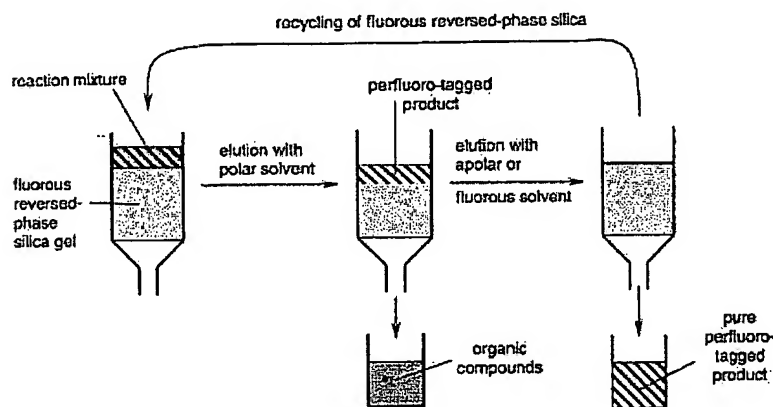 recycling of fluorous reversed-phase silica
reaction mixture
perfluoro-tagged
product
elution with
polar solvent
elution with
apolar or
fluorous solvent
fluorous
reversed-
phase
silica gel
organic
compounds
pure
perfluoro-
tagged
product